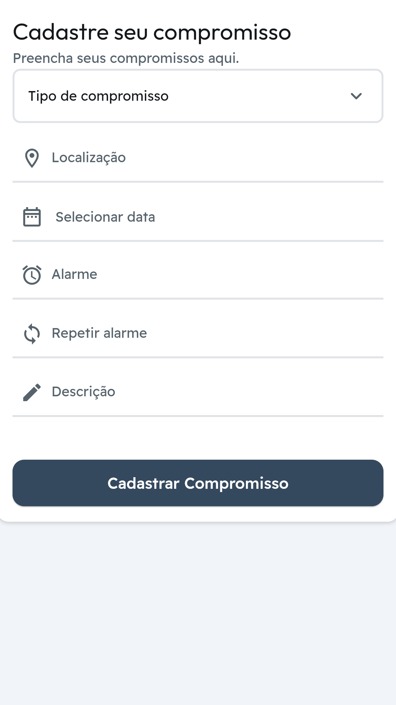 Cadastre seu compromisso
Preencha seus compromissos aqui.
Tipo de compromisso
Localização
Selecionar data
Alarme
Repetir alarme
Descrição
Cadastrar Compromisso